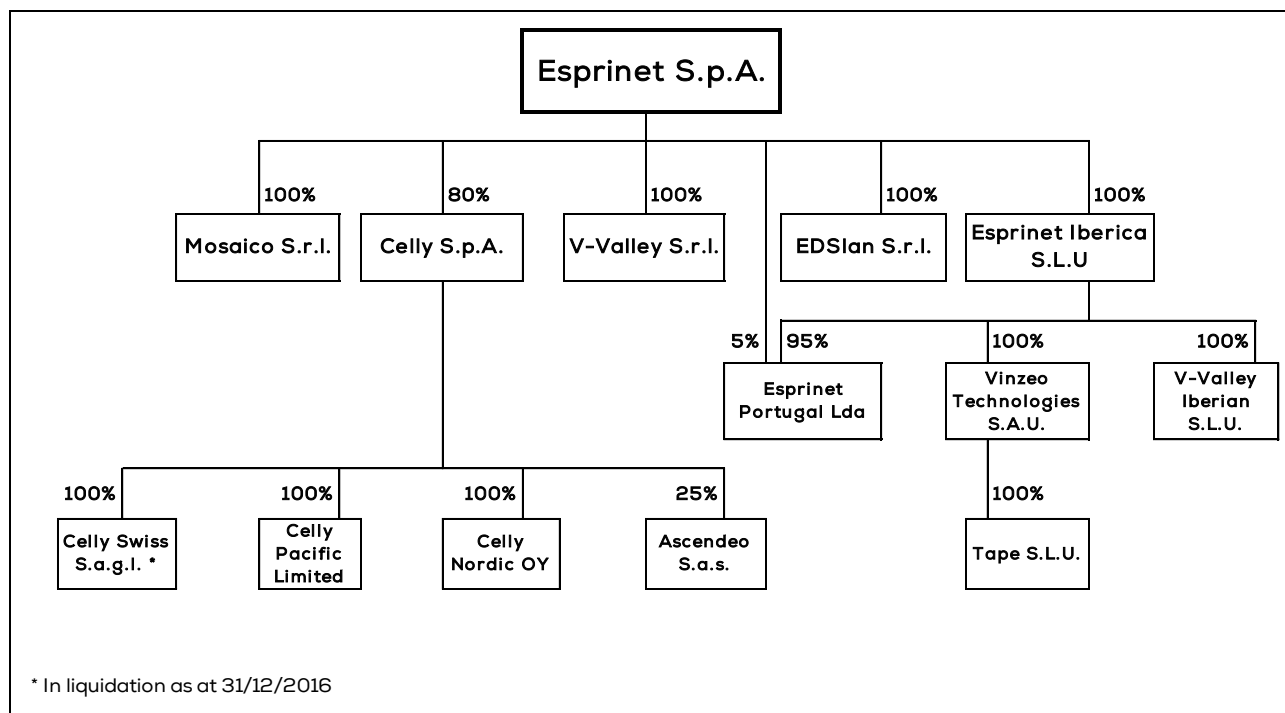 Esprinet S.p.A.
100%
80%
100%
100%
100%
Mosaico S.r.l.
Celly S.p.A.
V-Valley S.r.l.
EDSlan S.r.l.
Esprinet Iberica
S.L.U
5%
95%
100%
100%
Esprinet
Portugal Lda
Vinzeo
Technologies
S.A.U.
V-Valley
Iberian
S.L.U.
100%
100%
100%
25%
100%
Celly Swiss
S.a.g.l. *
Celly
Pacific
Limited
Celly
Nordic OY
Ascendeo
S.a.s.
Tape S.L.U.
* In liquidation as at 31/12/2016